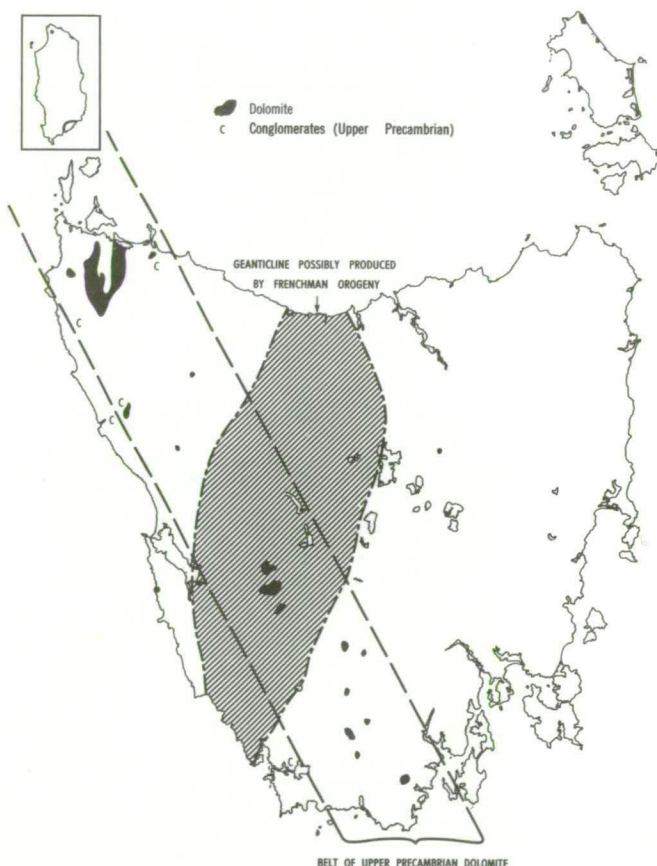 Dolomite
C Conglomerates (Upper Precambrian)
GEANTICLINE POSSIBLY PRODUCED
BY FRENCHMAN OROGENY
C
C
C
C
C
BELT OF UPPER PRECAMBRIAN DOLOMITE